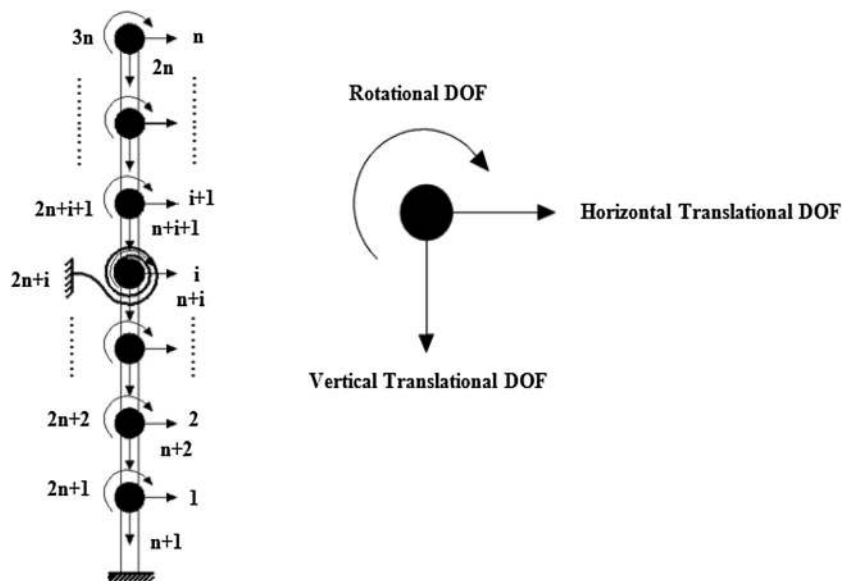 3n
n
2n
Rotational DOF
2n+i+1
i+1
n+i+1
Horizontal Translational DOF
2n+i
i
n+i
Vertical Translational DOF
2n+2
2
n+2
2n+1
1
n+1